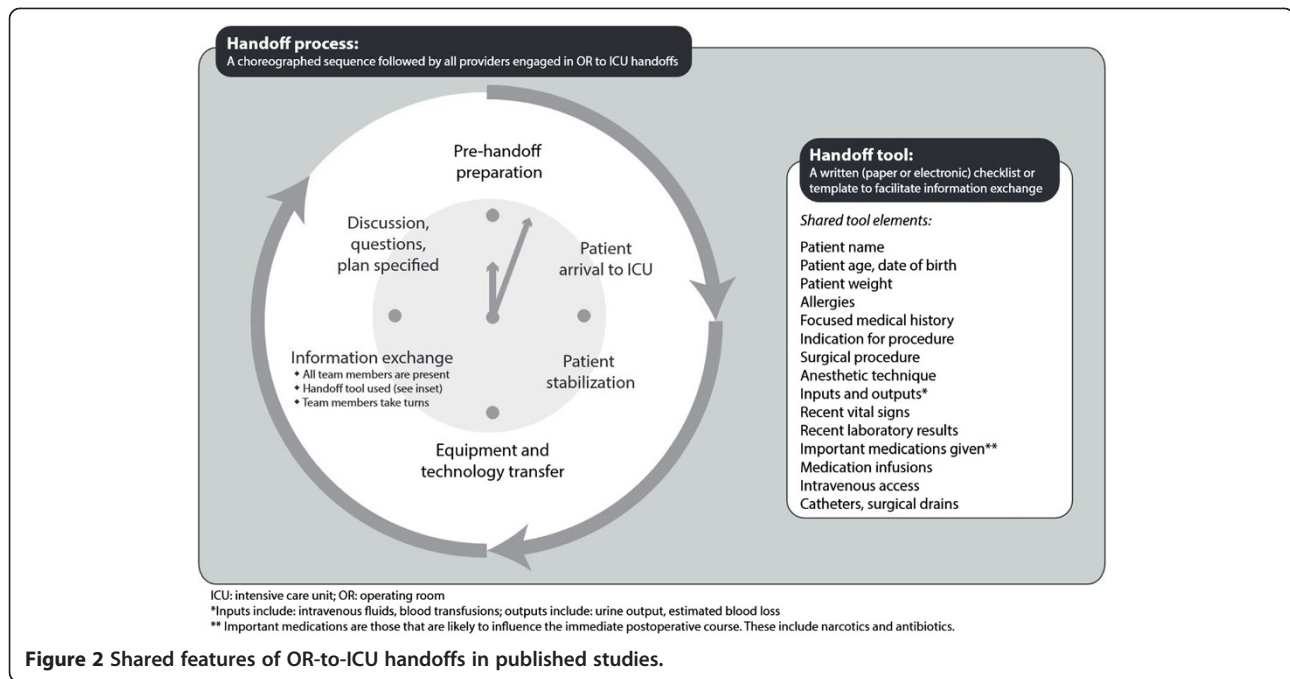 Handoff process:
A choreographed sequence followed by all providers engaged in OR to ICU handoffs
Pre-handoff
preparation
Patient
arrival to ICU
Patient
stabilization
Equipment and
technology transfer
Information exchange
◆ All team members are present
◆ Handoff tool used (see inset)
◆ Team members take turns
Discussion,
questions,
plan specified
Handoff tool:
A written (paper or electronic) checklist or
template to facilitate information exchange
Shared tool elements:
Patient name
Patient age, date of birth
Patient weight
Allergies
Focused medical history
Indication for procedure
Surgical procedure
Anesthetic technique
Inputs and outputs*
Recent vital signs
Recent laboratory results
Important medications given**
Medication infusions
Intravenous access
Catheters, surgical drains
ICU: intensive care unit; OR: operating room
*Inputs include: intravenous fluids, blood transfusions; outputs include: urine output, estimated blood loss
** Important medications are those that are likely to influence the immediate postoperative course. These include narcotics and antibiotics.
Figure 2 Shared features of OR-to-ICU handoffs in published studies.